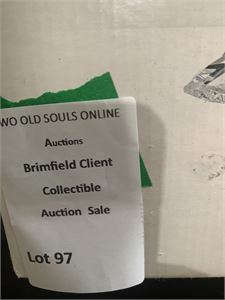 WO OLD SOULS ONLINE
Auctions
Brimfield Client
Collectible
Auction Sale
Lot 97